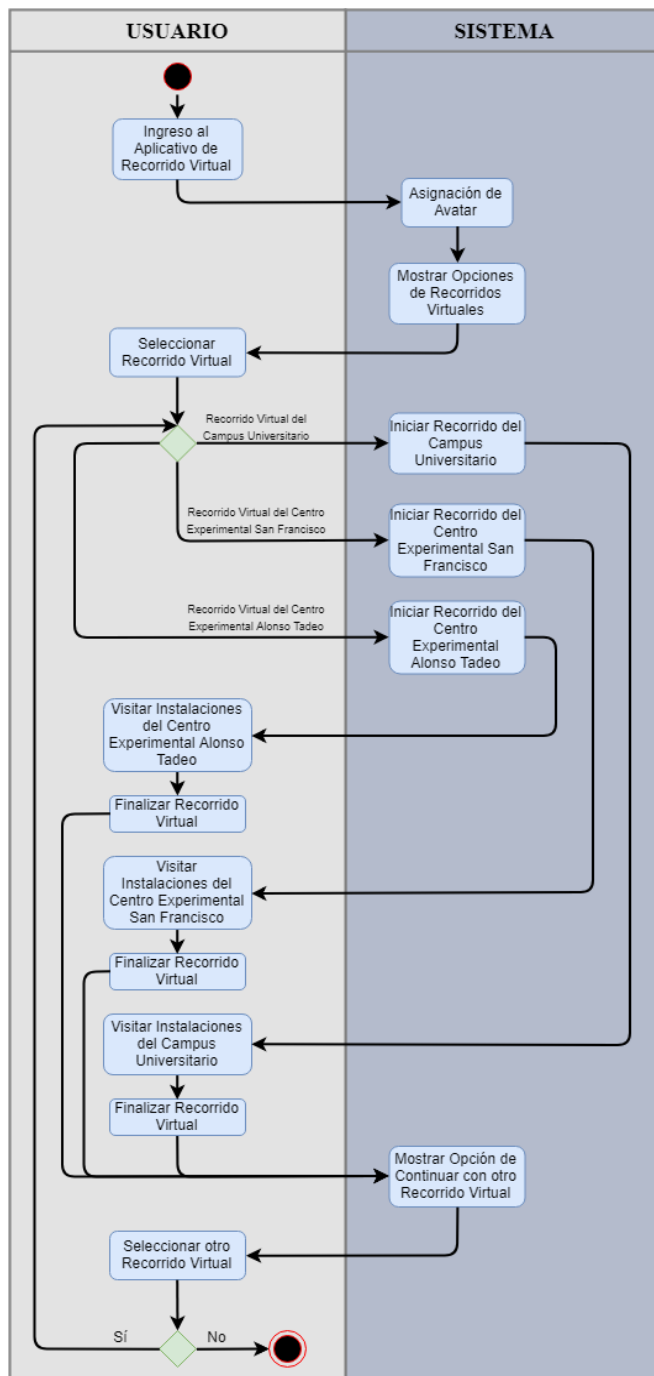 USUARIO
SISTEMA
Ingreso al
Aplicativo de
Recorrido Virtual
Asignación de
Avatar
Mostrar Opciones
de Recorridos
Virtuales
Seleccionar
Recorrido Virtual
Recorrido Virtual del
Campus Universitario
Iniciar Recorrido del
Campus
Universitario
Recorrido Virtual del Centro
Experimental San Francisco
Iniciar Recorrido del
Centro
Experimental San
Francisco
Recorrido Virtual del Centro
Experimental Alonso Tadeo
Iniciar Recorrido del
Centro
Experimental
Alonso Tadeo
Visitar Instalaciones
del Centro
Experimental Alonso
Tadeo
Finalizar Recorrido
Virtual
Visitar
Instalaciones del
Centro Experimental
San Francisco
Finalizar Recorrido
Virtual
Visitar Instalaciones
del Campus
Universitario
Finalizar Recorrido
Virtual
Mostrar Opción de
Continuar con otro
Recorrido Virtual
Seleccionar otro
Recorrido Virtual
Sí
No